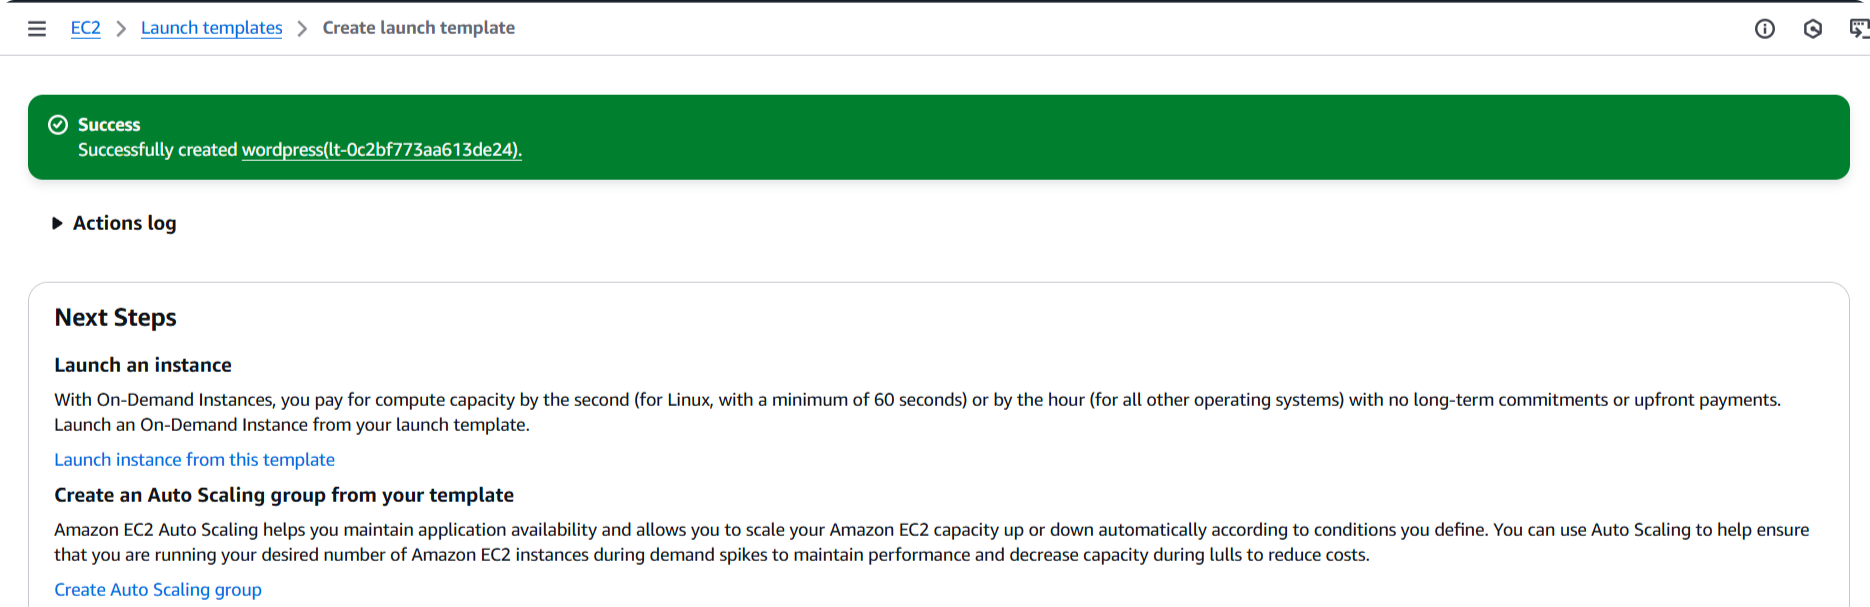 EC2 > Launch templates > Create launch template
Success
Successfully created wordpress(lt-0c2bf773aa613de24).
Actions log
Next Steps
Launch an instance
With On-Demand Instances, you pay for compute capacity by the second (for Linux, with a minimum of 60 seconds) or by the hour (for all other operating systems) with no long-term commitments or upfront payments.
Launch an On-Demand Instance from your launch template.
Launch instance from this template
Create an Auto Scaling group from your template
Amazon EC2 Auto Scaling helps you maintain application availability and allows you to scale your Amazon EC2 capacity up or down automatically according to conditions you define. You can use Auto Scaling to help ensure
that you are running your desired number of Amazon EC2 instances during demand spikes to maintain performance and decrease capacity during lulls to reduce costs.
Create Auto Scaling group